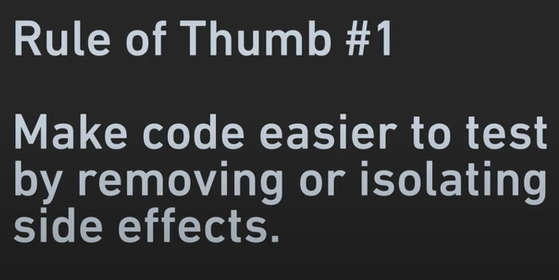 Rule of Thumb #1
Make code easier to test
by removing or isolating
side effects.